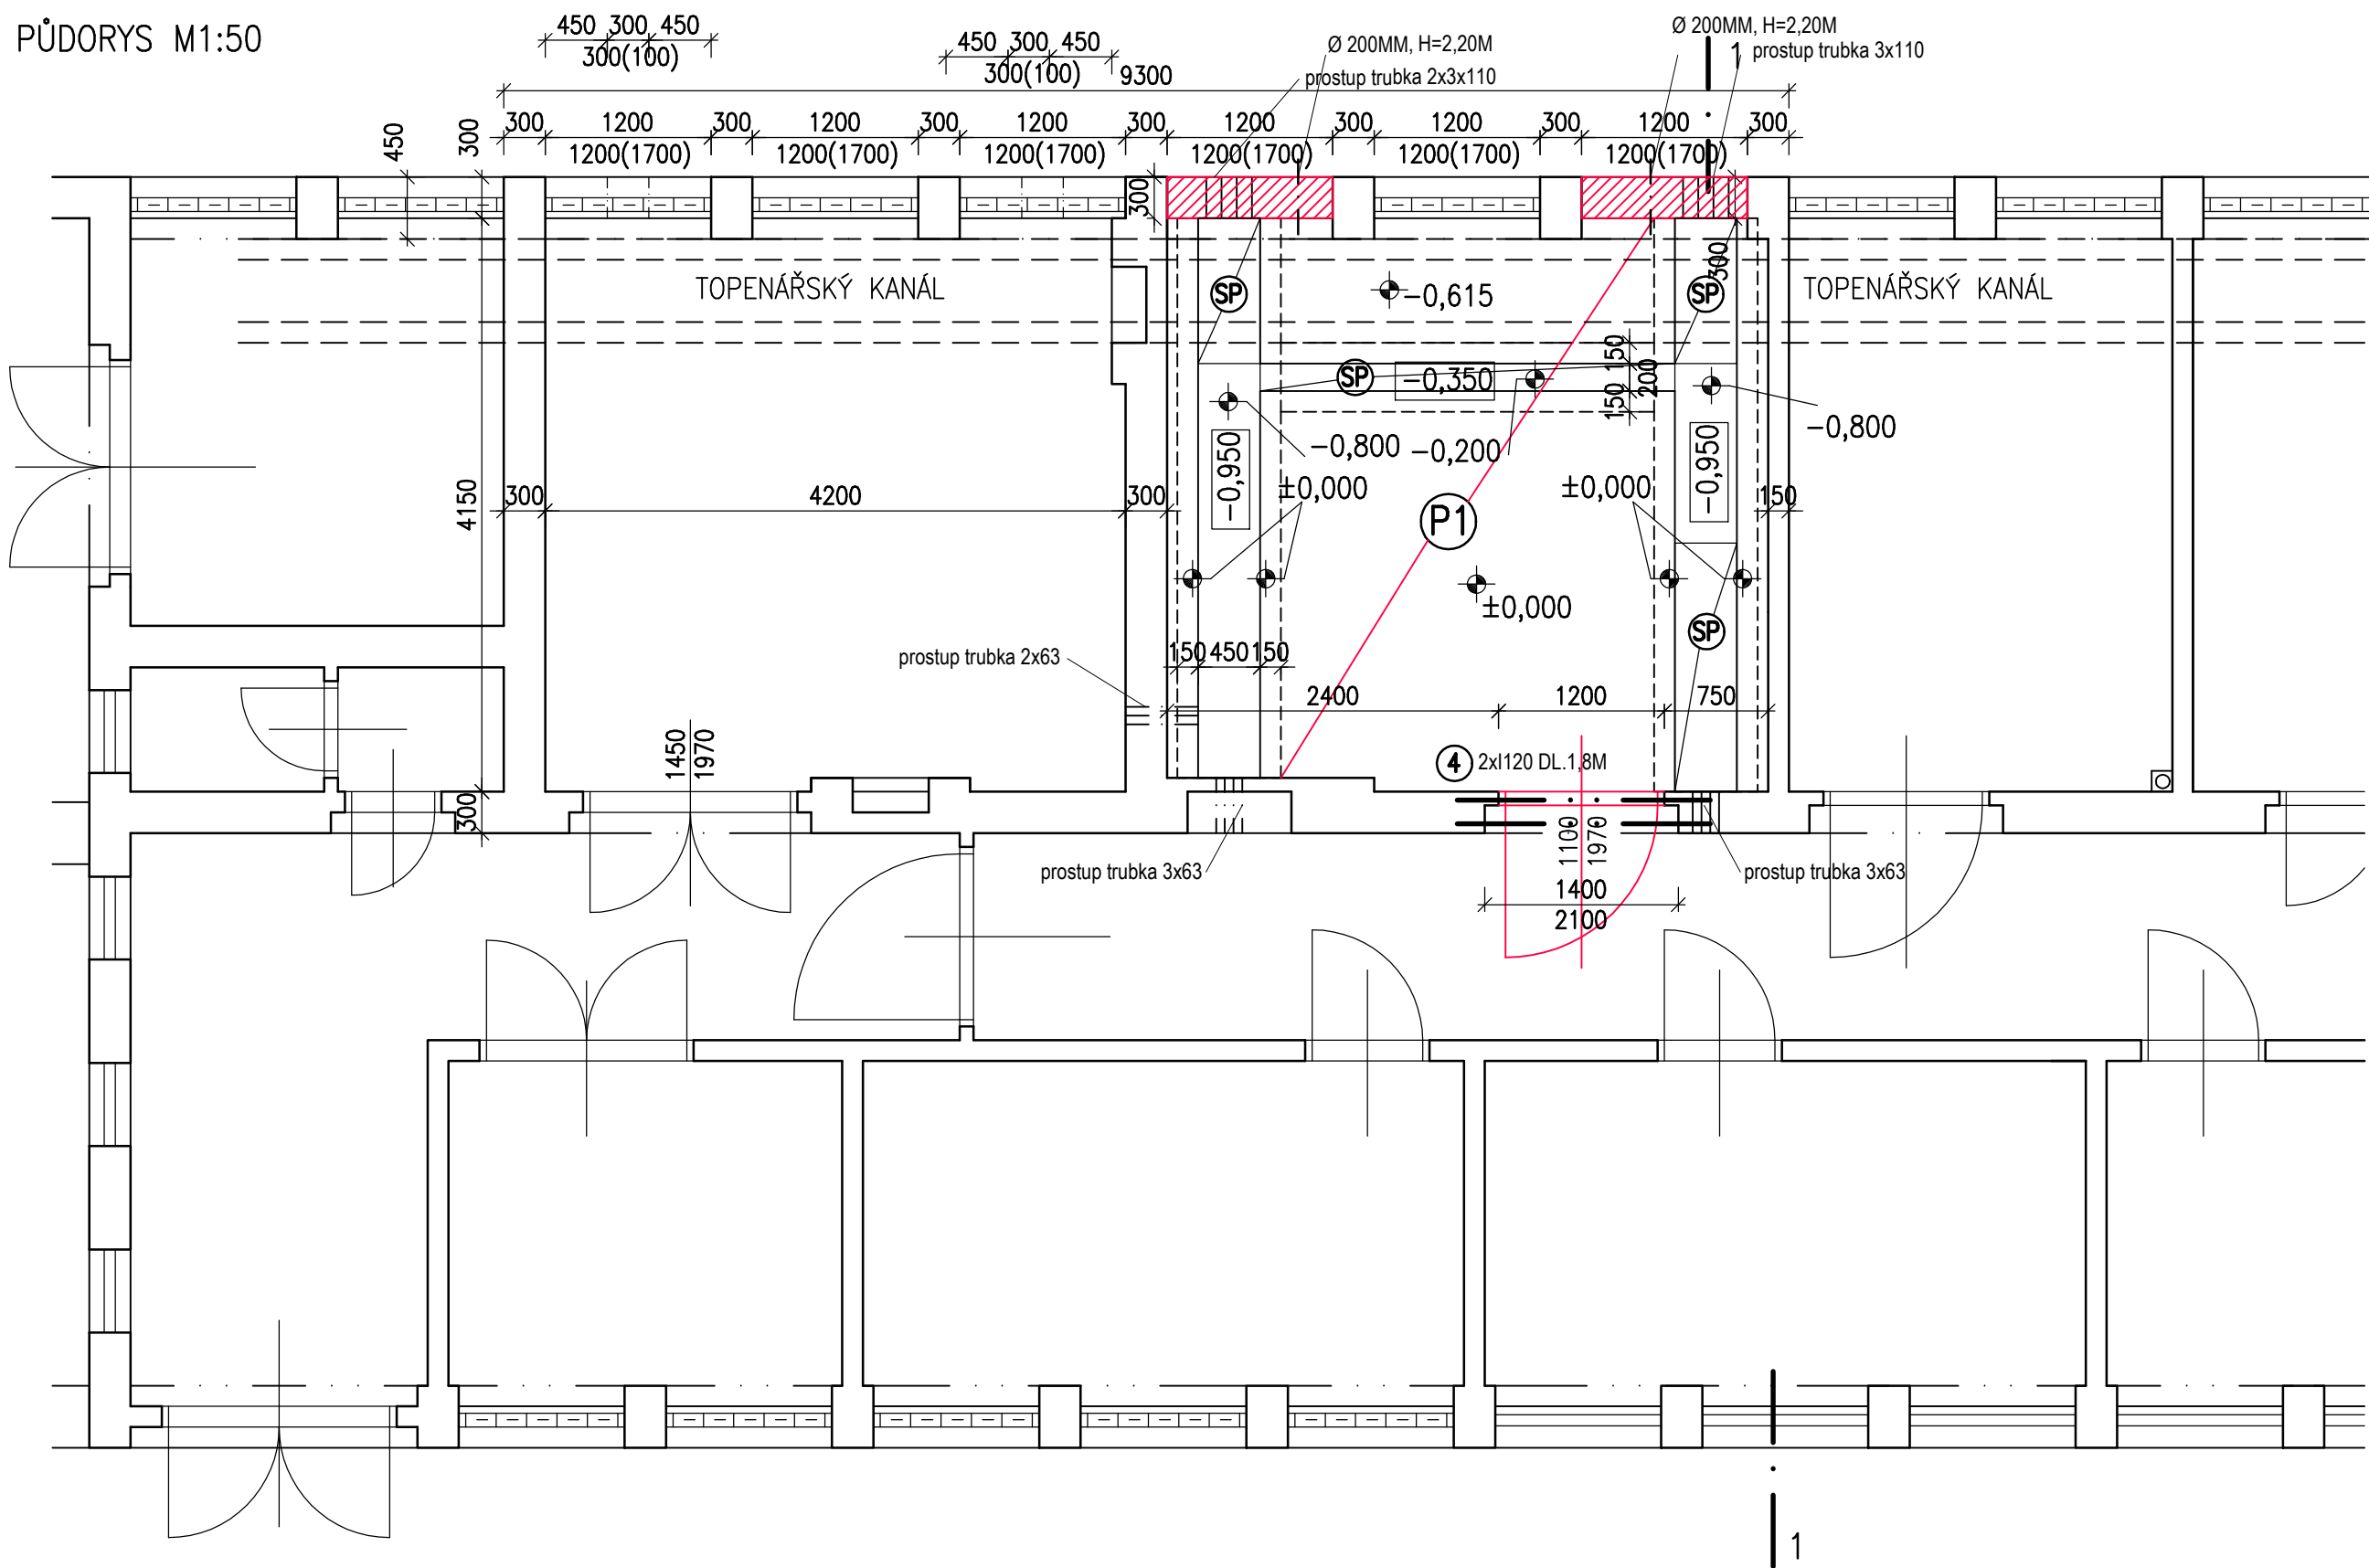 PŮDORYS M1:50
450 300 450
300(100)
450 300 450
300(100)
9300
Ø 200MM, H=2,20M
prostup trubka 2x3x110
Ø 200MM, H=2,20M
1
prostup trubka 3x110
450
300
300 1200 300 1200 300 1200 300 1200 300 1200 300 1200 300
1200(1700) 1200(1700) 1200(1700) 1200(1700) 1200(1700) 1200(1700)
300
TOPENÁŘSKÝ KANÁL
SP
-0,615
300
SP
TOPENÁŘSKÝ KANÁL
SP
-0,350
150
200
150
-0,800
-0,200
-0,800
-0,950
-0,950
±0,000
±0,000
4150
300
4200
300
150
P1
±0,000
SP
prostup trubka 2x63
150 450 150
2400
1200
750
1450
1970
4
2xI120 DL.1,8M
300
1100
1970
prostup trubka 3x63
prostup trubka 3x63
1400
2100
1